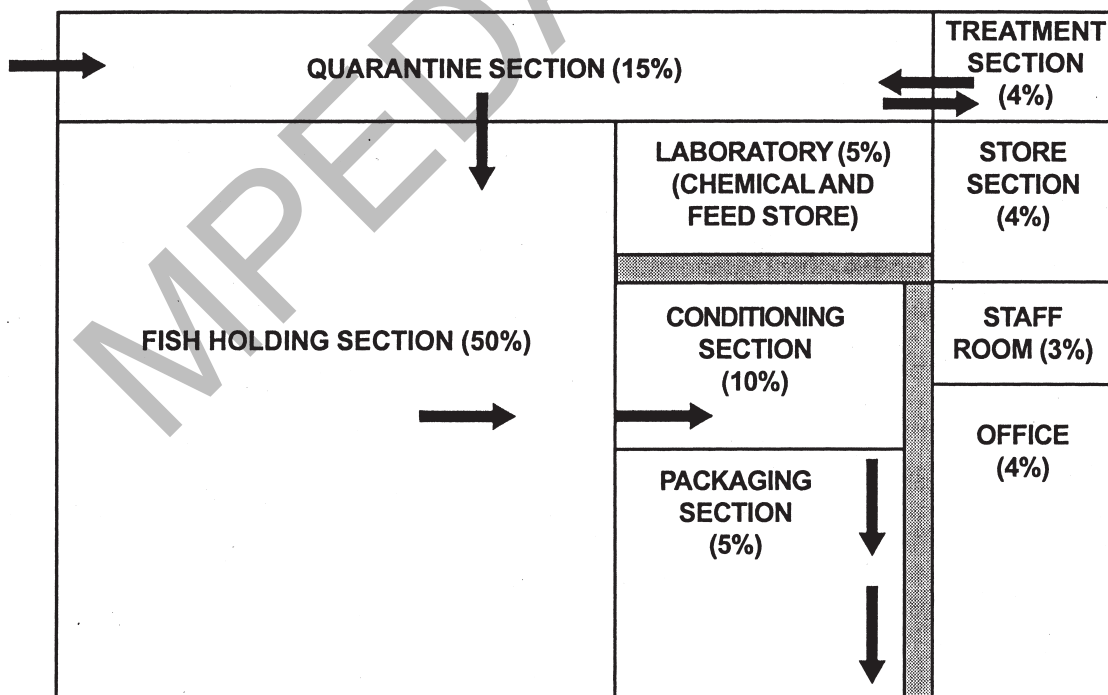 QUARANTINE SECTION (15%)
TREATMENT
SECTION
(4%)
LABORATORY (5%)
(CHEMICAL AND
FEED STORE)
STORE
SECTION
(4%)
FISH HOLDING SECTION (50%)
CONDITIONING
SECTION
(10%)
STAFF
ROOM (3%)
PACKAGING
SECTION
(5%)
OFFICE
(4%)
MPEDA